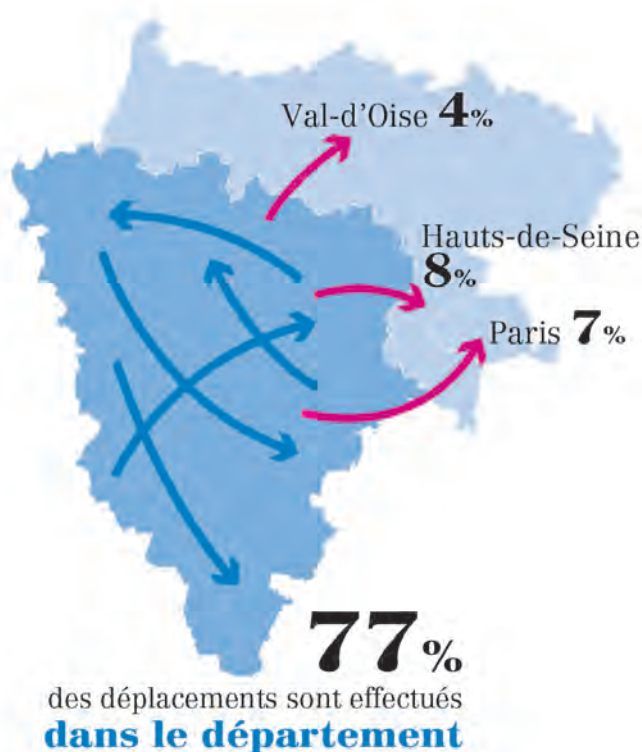 Val-d'Oise 4%
Hauts-de-Seine
8%
Paris 7%
77%
des déplacements sont effectués
dans le département